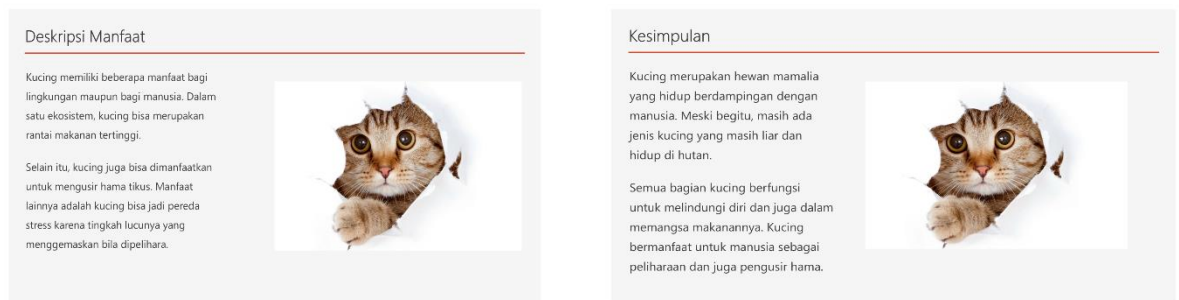 Deskripsi Manfaat
Kucing memiliki beberapa manfaat bagi
lingkungan maupun bagi manusia. Dalam
satu ekosistem, kucing bisa merupakan
rantai makanan tertinggi.
Selain itu, kucing juga bisa dimanfaatkan
untuk mengusir hama tikus. Manfaat
lainnya adalah kucing bisa jadi pereda
stress karena tingkah lucunya yang
menggemaskan bila dipelihara.
Kesimpulan
Kucing merupakan hewan mamalia
yang hidup berdampingan dengan
manusia. Meski begitu, masih ada
jenis kucing yang masih liar dan
hidup di hutan.
Semua bagian kucing berfungsi
untuk melindungi diri dan juga dalam
memangsa makanannya. Kucing
bermanfaat untuk manusia sebagai
peliharaan dan juga pengusir hama.